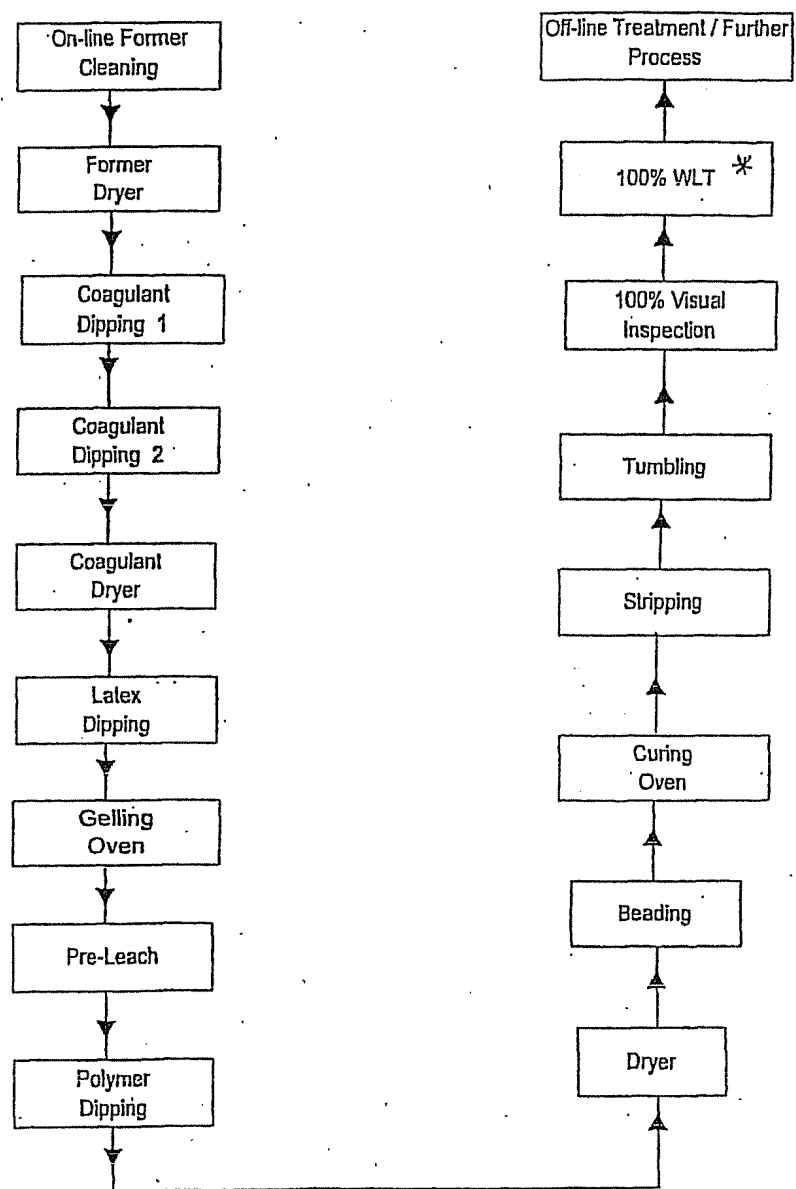 On-line Former
Cleaning
Former
Dryer
Coagulant
Dipping 1
Coagulant
Dipping 2
Coagulant
Dryer
Latex
Dipping
Gelling
Oven
Pre-Leach
Polymer
Dipping
Dryer
Beading
Curing
Oven
Stripping
Tumbling
100% Visual
Inspection
100% WLT *
Off-line Treatment / Further
Process